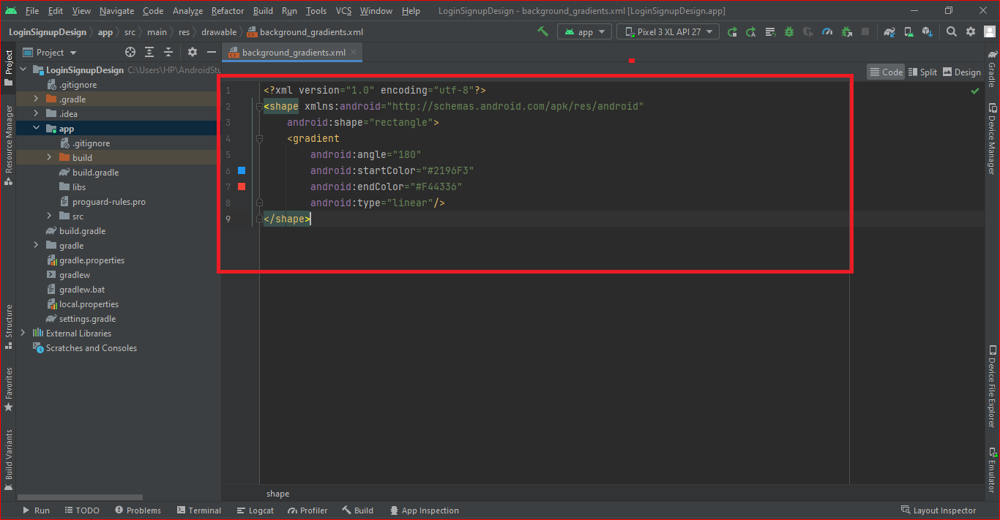 File Edit View Navigate Code Analyze Refactor Build Run Tools VCS Window Help LoginSignupDesign - background_gradients.xml [LoginSignupDesign.app]
LoginSignupDesign app src main res drawable background_gradients.xml app Pixel 3 XL API 27
Project background_gradients.xml
Code Split Design
LoginSignupDesign C:\Users\HP\AndroidStu
.gitignore
.gradle
.idea
app
.gitignore
build
build.gradle
libs
proguard-rules.pro
src
build.gradle
gradle
gradle.properties
gradlew
gradlew.bat
local.properties
settings.gradle
External Libraries
Scratches and Consoles
1 <?xml version="1.0" encoding="utf-8"?>
2 <shape xmlns:android="http://schemas.android.com/apk/res/android"
3 android:shape="rectangle">
4 <gradient
5 android:angle="180"
6 android:startColor="#2196F3"
7 android:endColor="#F44336"
8 android:type="linear"/>
9 </shape>
shape
Project
Resource Manager
Structure
Favorites
Build Variants
Gradle
Device Manager
Device File Explorer
Emulator
Run TODO Problems Terminal Logcat Profiler Build App Inspection Layout Inspector